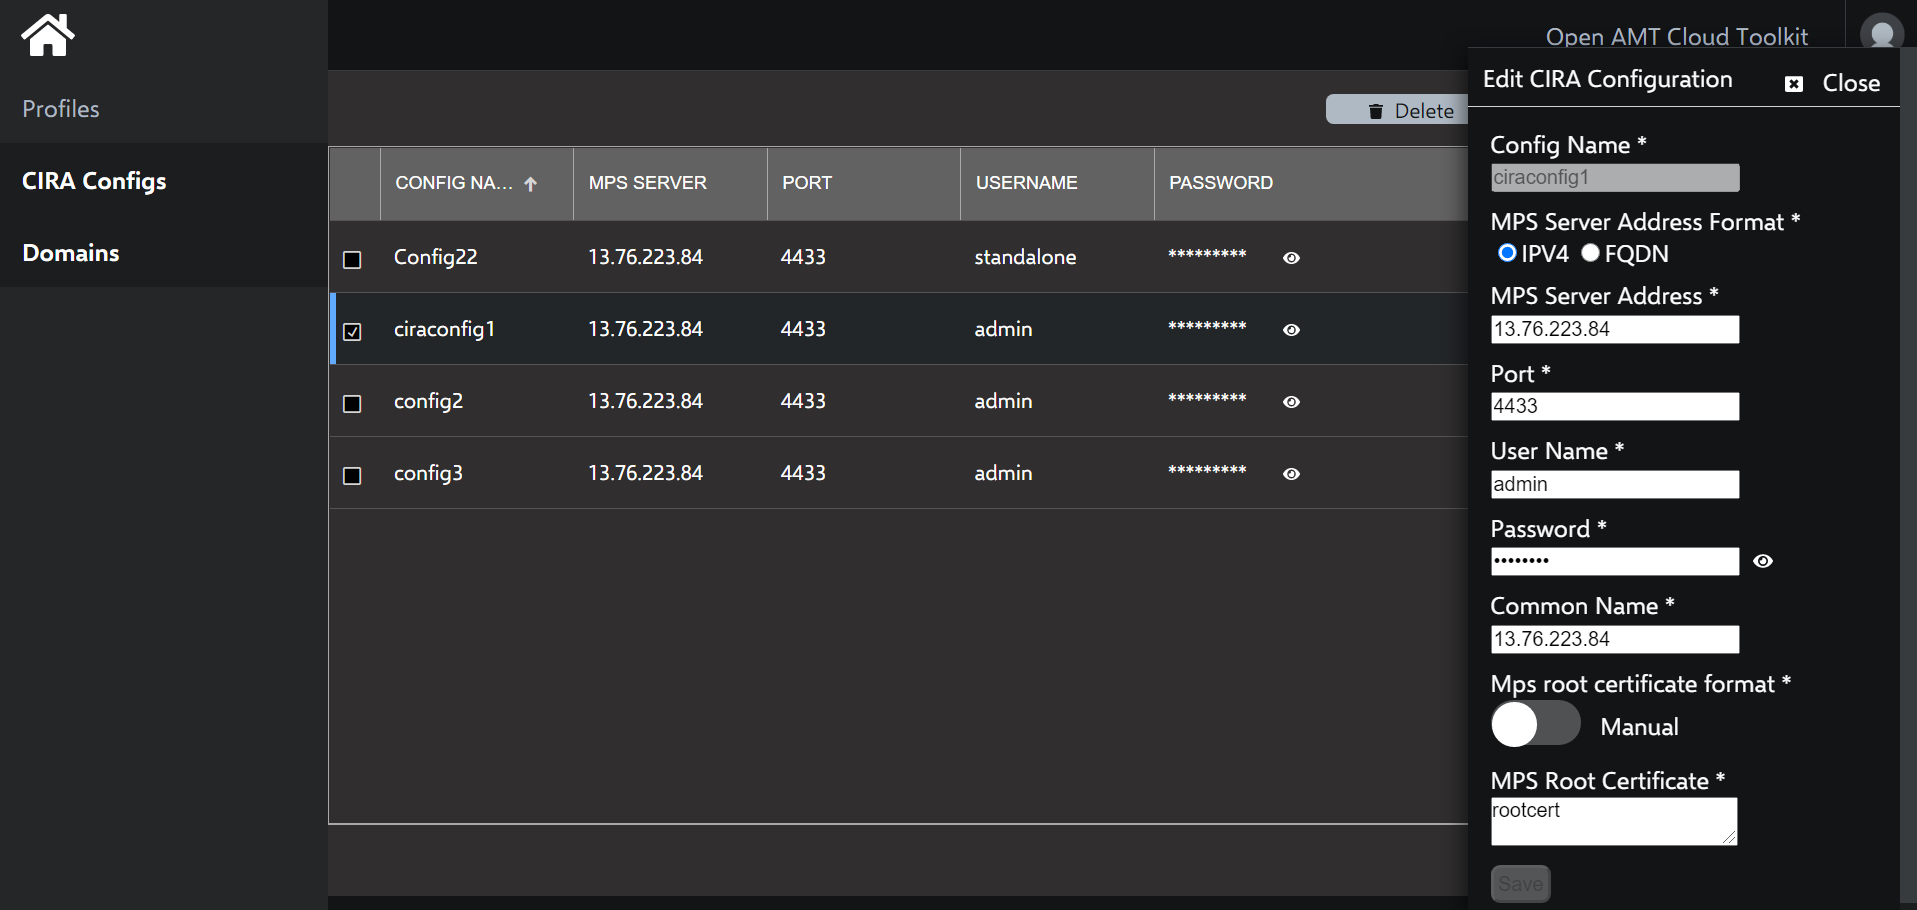 Open AMT Cloud Toolkit
Profiles
CIRA Configs
Domains
Delete
CONFIG NA... MPS SERVER PORT USERNAME PASSWORD
Config22 13.76.223.84 4433 standalone *********
ciraconfig1 13.76.223.84 4433 admin *********
config2 13.76.223.84 4433 admin *********
config3 13.76.223.84 4433 admin *********
Edit CIRA Configuration Close
Config Name *
ciraconfig1
MPS Server Address Format *
IPV4 FQDN
MPS Server Address *
13.76.223.84
Port *
4433
User Name *
admin
Password *
••••••••
Common Name *
13.76.223.84
Mps root certificate format *
Manual
MPS Root Certificate *
rootcert
Save